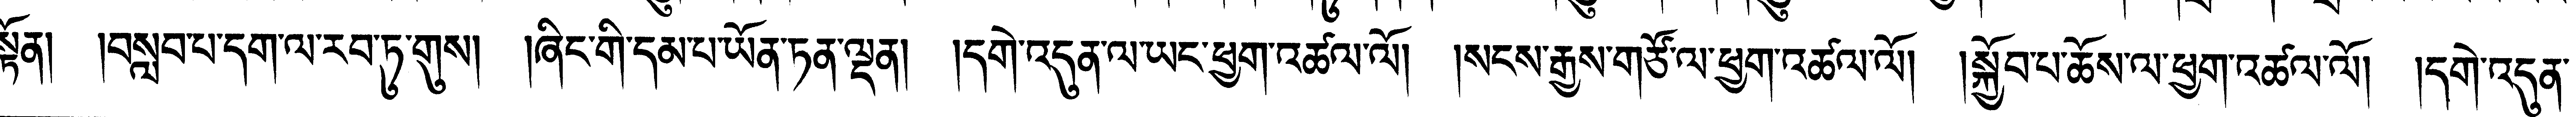 སྟོན། །བསླབ་པ་དག་ལ་རབ་ཏུ་གུས། །ཞིང་གི་དམ་པ་ཡོན་ཏན་ལྡན། །དགེ་འདུན་ལ་ཡང་ཕྱག་འཚལ་ལོ། །སངས་རྒྱས་གཙོ་ལ་ཕྱག་འཚལ་ལོ། །སྐྱོབ་པ་ཆོས་ལ་ཕྱག་འཚལ་ལོ། །དགེ་འདུན་